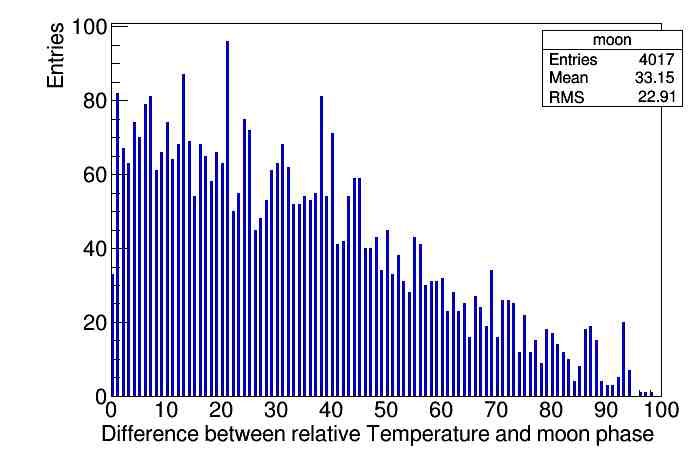 moon
Entries 4017
Mean 33.15
RMS 22.91
Entries
100
80
60
40
20
0
0 10 20 30 40 50 60 70 80 90 100
Difference between relative Temperature and moon phase